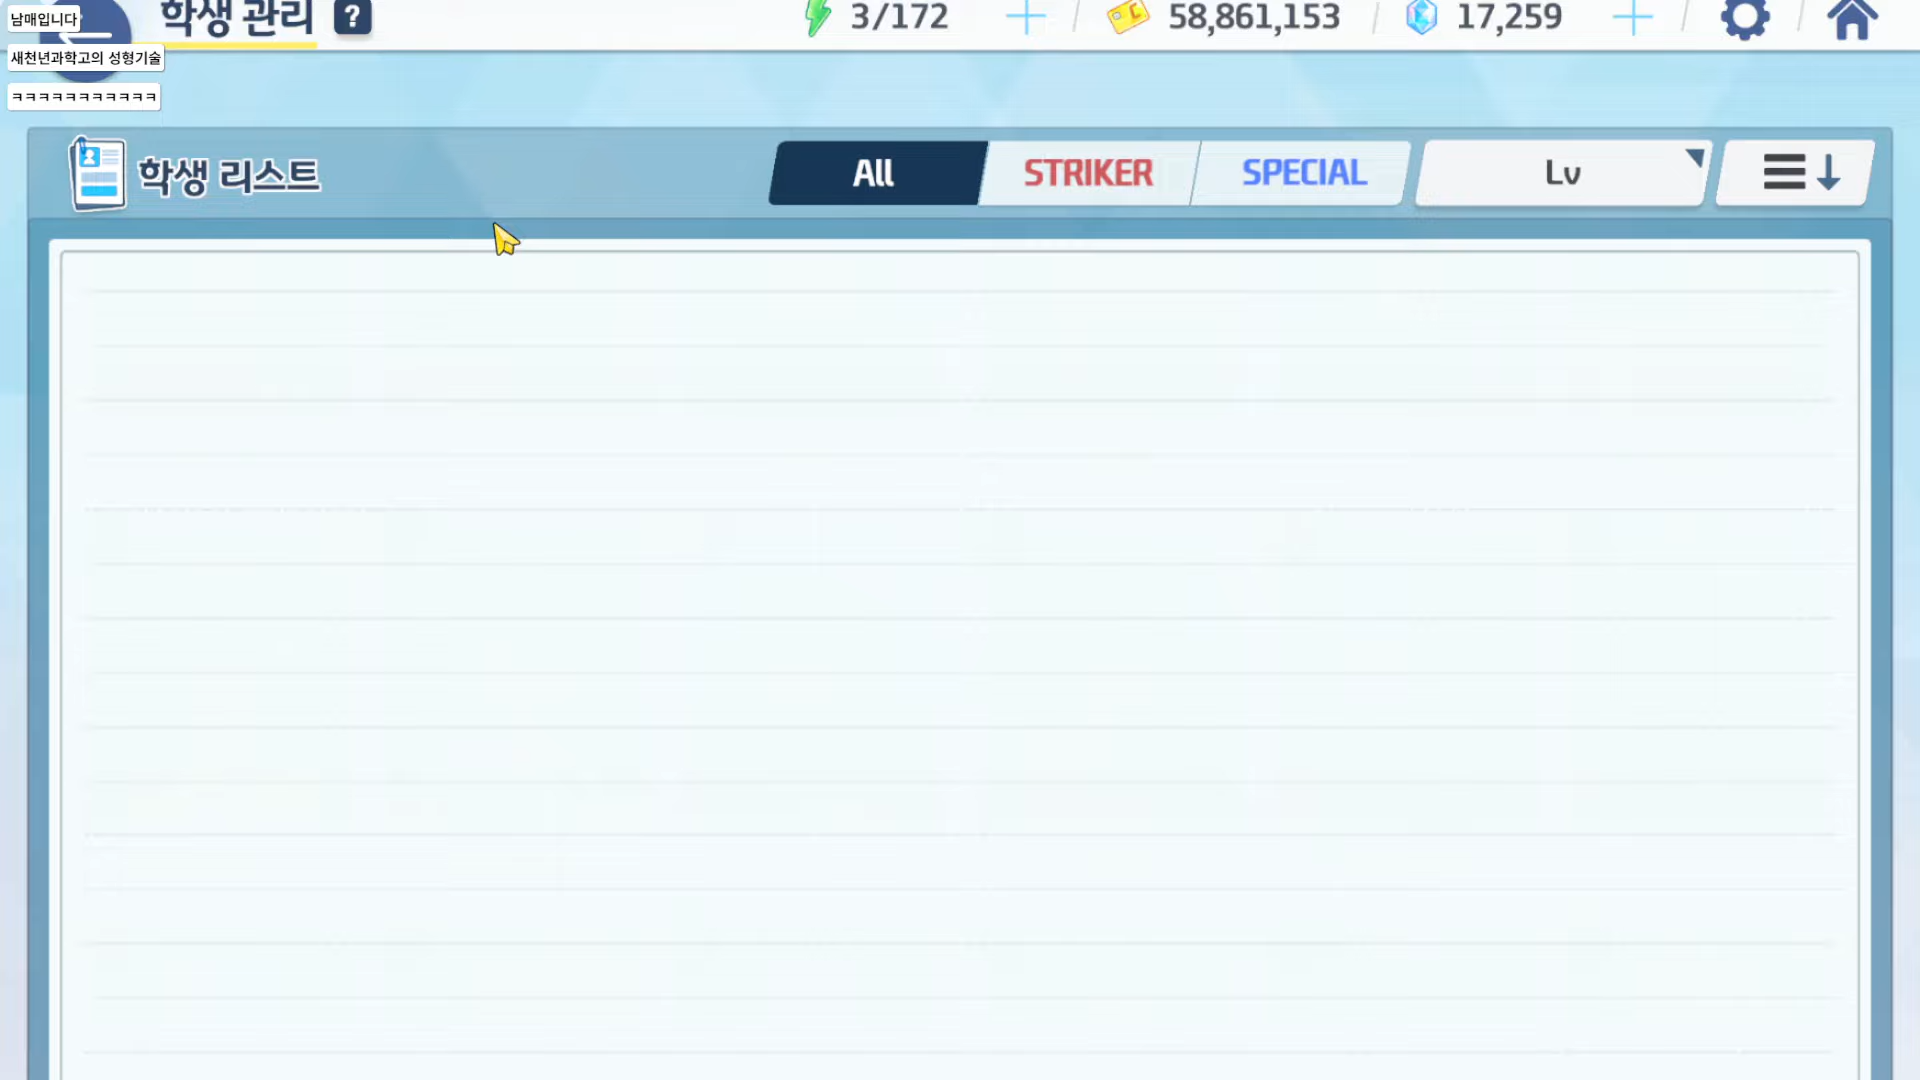 남매입니다
새천년과학고의 성형기술
ㅋㅋㅋㅋㅋㅋㅋㅋㅋㅋㅋ
학생 관리 ?
3/172
58,861,153
17,259
학생 리스트
All
STRIKER
SPECIAL
Lv